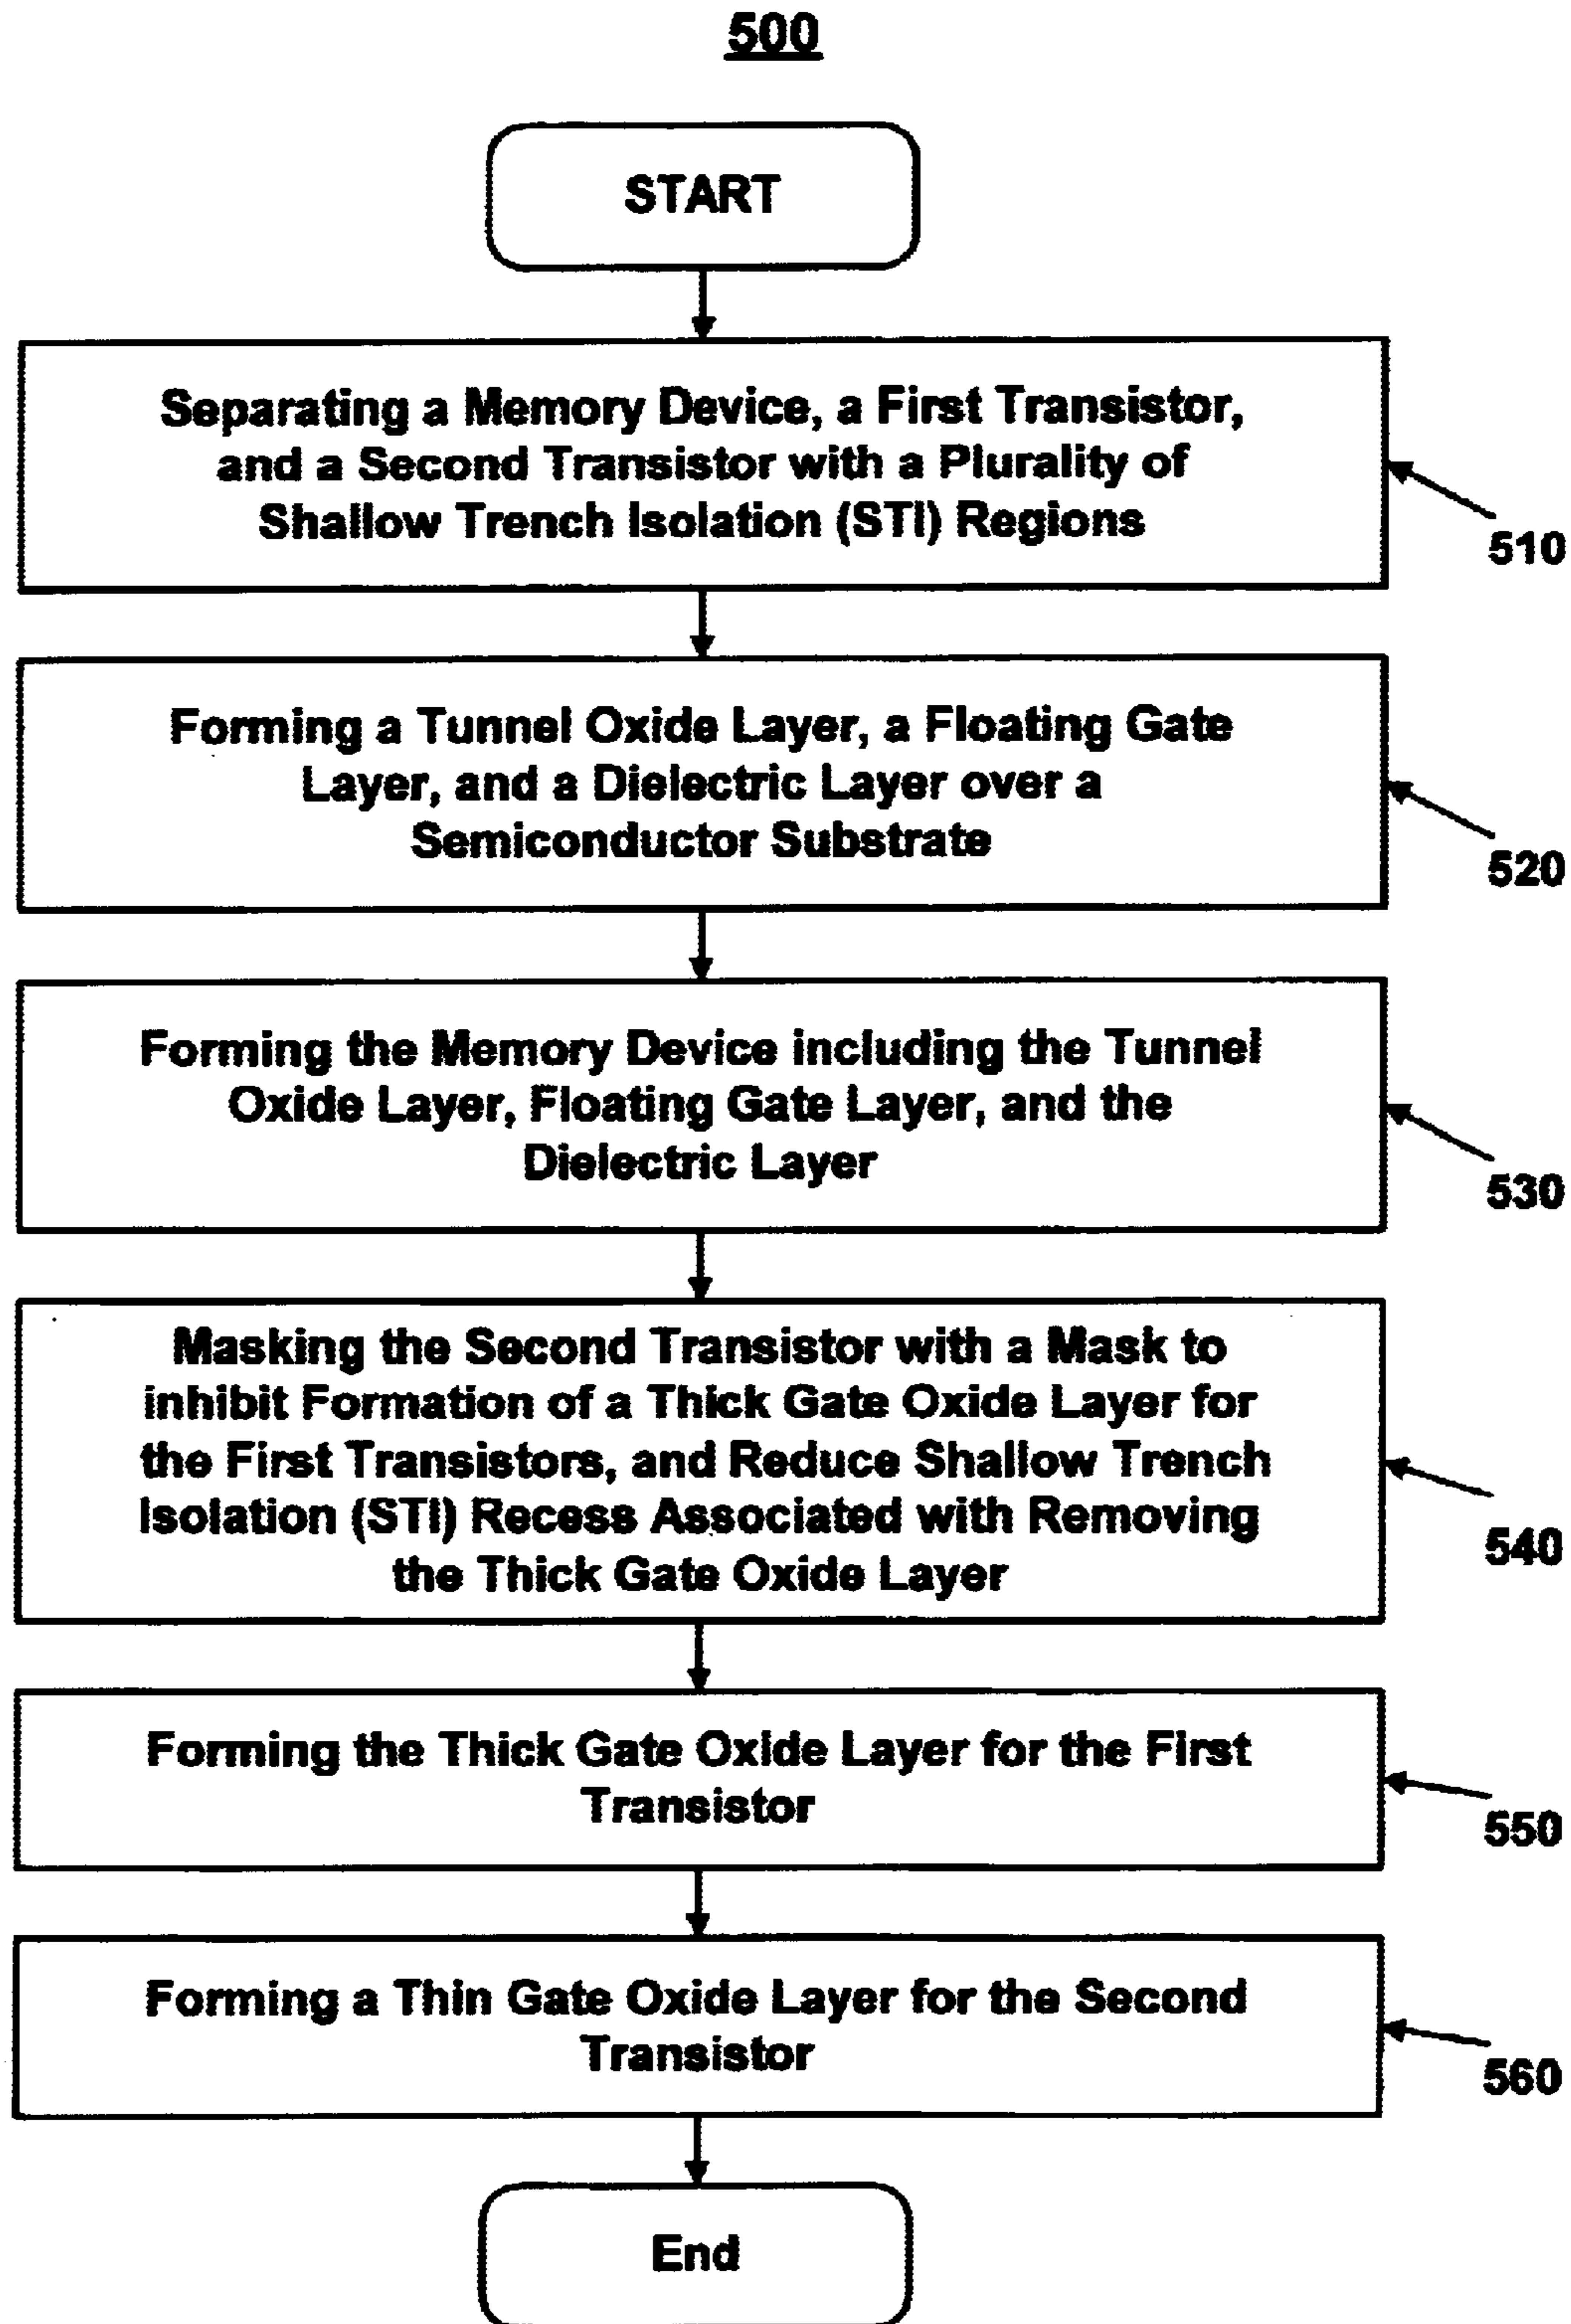 500
START
Separating a Memory Device, a First Transistor,
and a Second Transistor with a Plurality of
Shallow Trench Isolation (STI) Regions
510
Forming a Tunnel Oxide Layer, a Floating Gate
Layer, and a Dielectric Layer over a
Semiconductor Substrate
520
Forming the Memory Device including the Tunnel
Oxide Layer, Floating Gate Layer, and the
Dielectric Layer
530
Masking the Second Transistor with a Mask to
inhibit Formation of a Thick Gate Oxide Layer for
the First Transistors, and Reduce Shallow Trench
Isolation (STI) Recess Associated with Removing
the Thick Gate Oxide Layer
540
Forming the Thick Gate Oxide Layer for the First
Transistor
550
Forming a Thin Gate Oxide Layer for the Second
Transistor
560
End